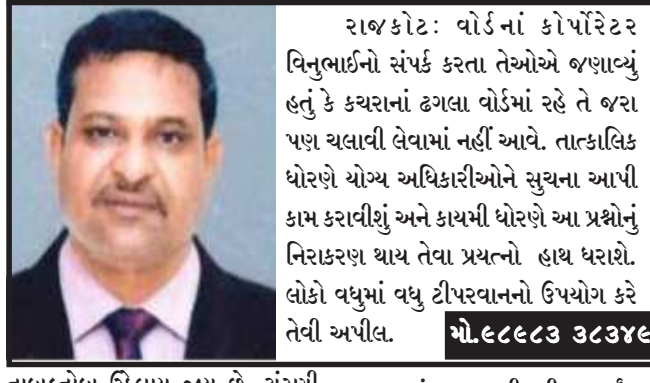 રાજકોટઃ વોર્ડનાં કોર્પોરેટર
વિનુભાઈનો સંપર્ક કરતા તેઓએ જણાવ્યું
હતું કે કચરાનાં ઢગલા વોર્ડમાં રહે તે જરા
પણ ચલાવી લેવામાં નહીં આવે. તાત્કાલિક
ધોરણે યોગ્ય અધિકારીઓને સુચના આપી
કામ કરાવીશું અને કાયમી ધોરણે આ પ્રશ્નોનું
નિરાકરણ થાય તેવા પ્રયત્નો હાથ ધરાશે.
લોકો વધુમાં વધુ ટીપરવાનનો ઉપયોગ કરે
તેવી અપીલ. મો.૯૮૯૮૩ ૩૮૩૪૯